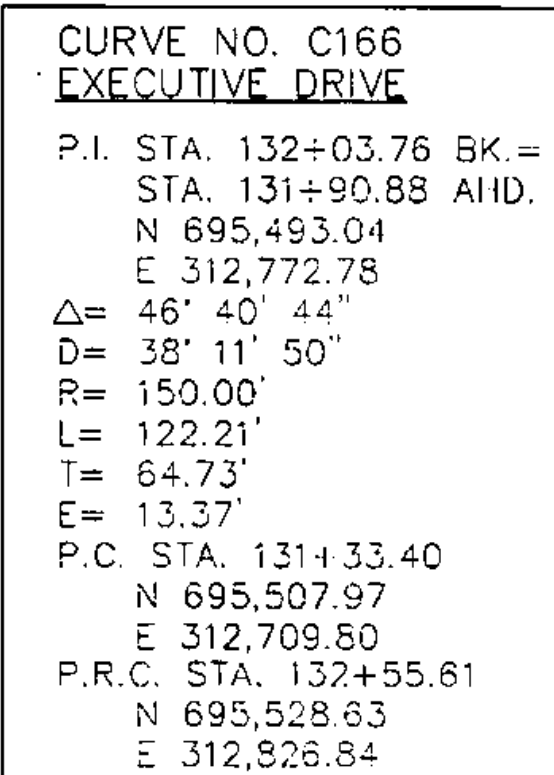 CURVE NO. C166
EXECUTIVE DRIVE
P.I. STA. 132+03.76 BK.=
STA. 131+90.88 AHD.
N 695,493.04
E 312,772.78
Δ= 46° 40' 44"
D= 38° 11' 50"
R= 150.00'
L= 122.21'
T= 64.73'
E= 13.37'
P.C. STA. 131+33.40
N 695,507.97
E 312,709.80
P.R.C. STA. 132+55.61
N 695,528.63
E 312,826.84